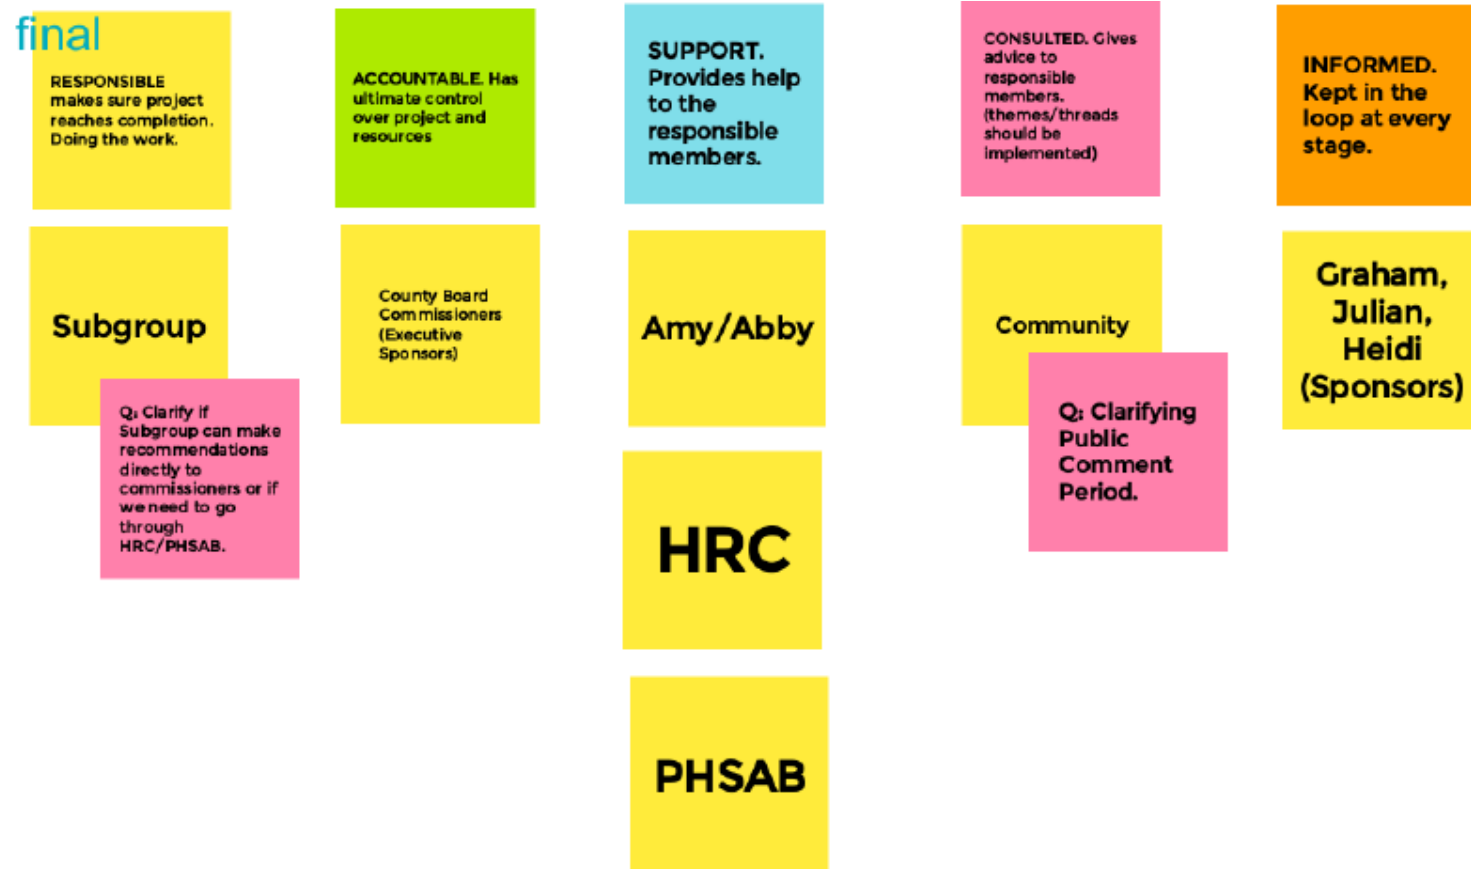 final
RESPONSIBLE
makes sure project
reaches completion.
Doing the work.
ACCOUNTABLE. Has
ultimate control
over project and
resources
SUPPORT.
Provides help
to the
responsible
members.
CONSULTED. Gives
advice to
responsible
members.
(themes/threads
should be
implemented)
INFORMED.
Kept in the
loop at every
stage.
Subgroup
Q: Clarify if
Subgroup can make
recommendations
directly to
commissioners or if
we need to go
through
HRC/PHSAB.
County Board
Commissioners
(Executive
Sponsors)
Amy/Abby
HRC
PHSAB
Community
Q: Clarifying
Public
Comment
Period.
Graham,
Julian,
Heidi
(Sponsors)